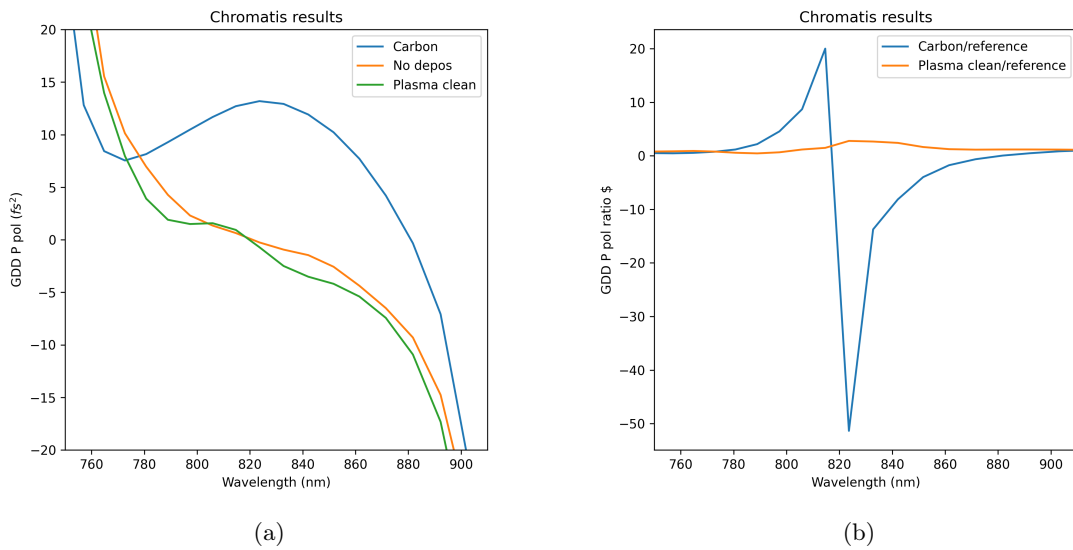 Chromatis results
Carbon
No depos
Plasma clean
GDD P pol (fs²)
20
15
10
5
0
−5
−10
−15
−20
760 780 800 820 840 860 880 900
Wavelength (nm)
(a)
Chromatis results
Carbon/reference
Plasma clean/reference
GDD P pol ratio $
20
10
0
−10
−20
−30
−40
−50
760 780 800 820 840 860 880 900
Wavelength (nm)
(b)